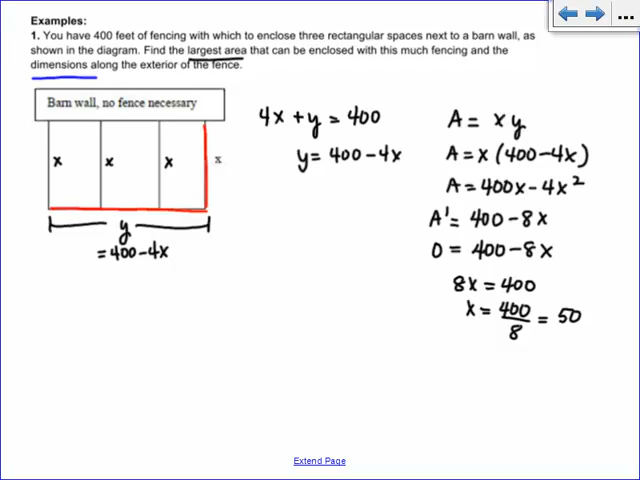 Examples:
1. You have 400 feet of fencing with which to enclose three rectangular spaces next to a barn wall, as
shown in the diagram. Find the largest area that can be enclosed with this much fencing and the
dimensions along the exterior of the fence.
Barn wall, no fence necessary
x x x x
y
= 400 - 4x
4x + y = 400
y = 400 - 4x
A = xy
A = x (400 - 4x)
A = 400x - 4x²
A' = 400 - 8x
0 = 400 - 8x
8x = 400
x = 400/8 = 50
Extend Page